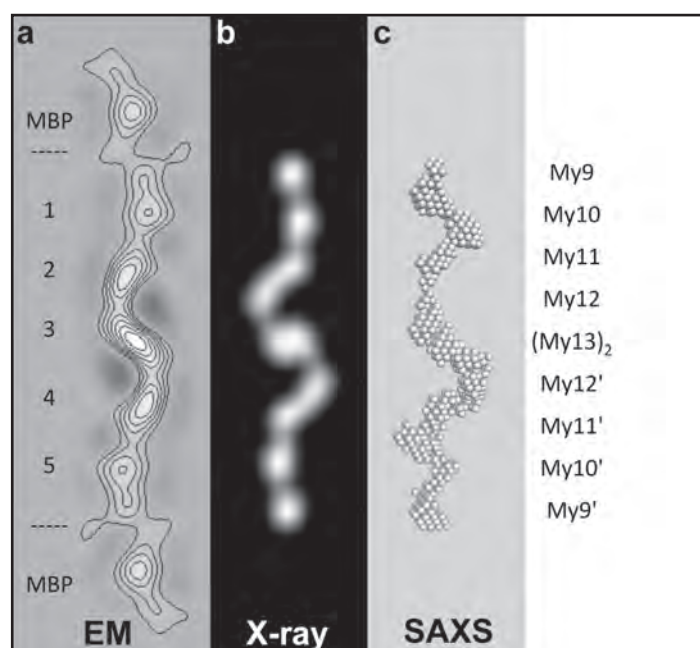 a
MBP
-----
1
2
3
4
5
-----
MBP
EM
b
X-ray
c
SAXS
My9
My10
My11
My12
(My13)2
My12'
My11'
My10'
My9'